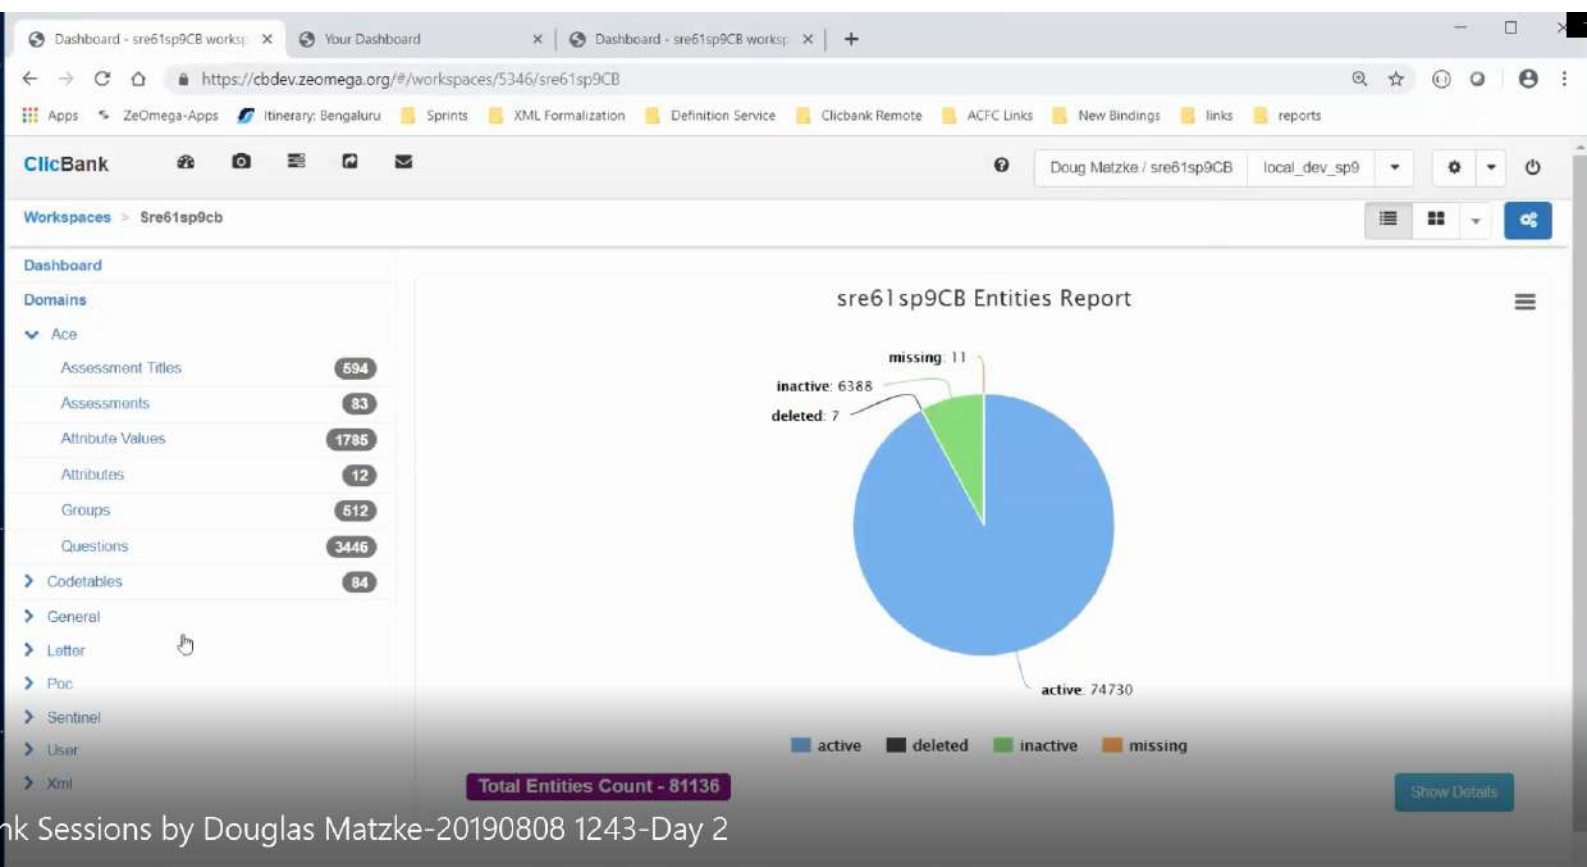 Dashboard - sre61sp9CB worksp
Your Dashboard
Dashboard - sre61sp9CB worksp
https://cbdev.zeomega.org/#/workspaces/5346/sre61sp9CB
Apps ZeOmega-Apps Itinerary: Bengaluru Sprints XML Formalization Definition Service Clicbank Remote ACFC Links New Bindings links reports
ClicBank
Doug Matzke / sre61sp9CB local_dev_sp9
Workspaces > Sre61sp9cb
Dashboard
Domains
Ace
Assessment Titles 594
Assessments 83
Attribute Values 1785
Attributes 12
Groups 512
Questions 3446
Codetables 84
General
Letter
Poc
Sentinel
User
Xml
sre61sp9CB Entities Report
missing: 11
inactive: 6388
deleted: 7
active: 74730
active deleted inactive missing
Total Entities Count - 81136
Show Details
nk Sessions by Douglas Matzke-20190808 1243-Day 2